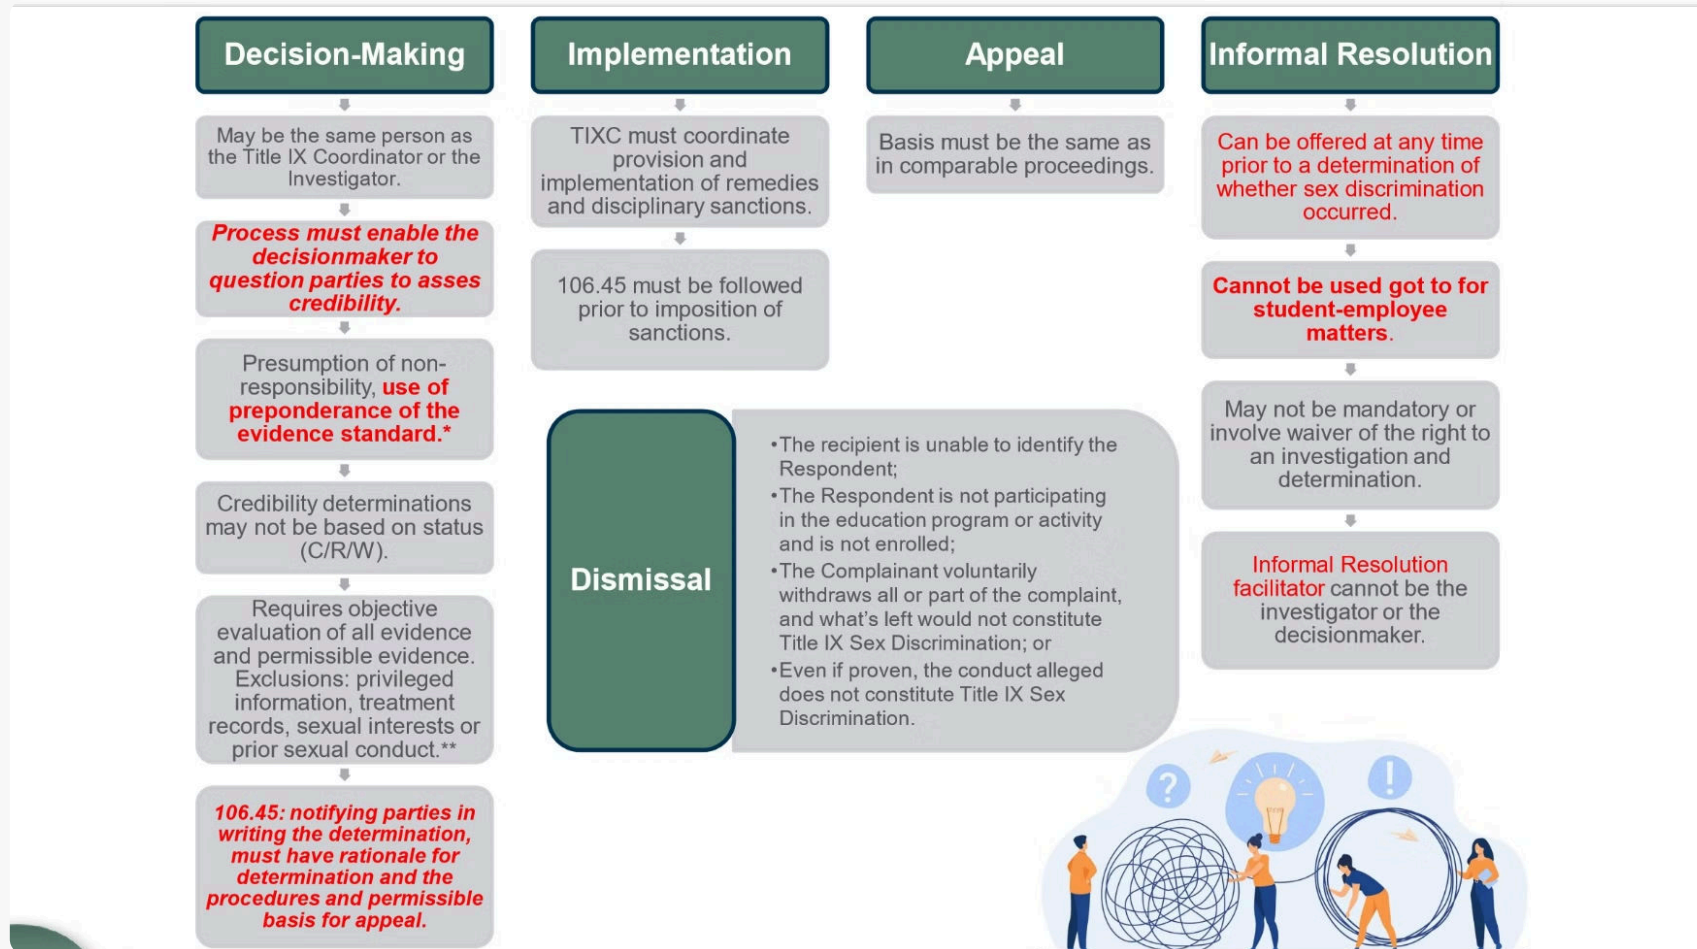 Decision-Making
May be the same person as
the Title IX Coordinator or the
Investigator.
Process must enable the
decisionmaker to
question parties to asses
credibility.
Presumption of non-
responsibility, use of
preponderance of the
evidence standard.*
Credibility determinations
may not be based on status
(C/R/W).
Requires objective
evaluation of all evidence
and permissible evidence.
Exclusions: privileged
information, treatment
records, sexual interests or
prior sexual conduct.**
106.45: notifying parties in
writing the determination,
must have rationale for
determination and the
procedures and permissible
basis for appeal.
Implementation
TIXC must coordinate
provision and
implementation of remedies
and disciplinary sanctions.
106.45 must be followed
prior to imposition of
sanctions.
Appeal
Basis must be the same as
in comparable proceedings.
Informal Resolution
Can be offered at any time
prior to a determination of
whether sex discrimination
occurred.
Cannot be used got to for
student-employee
matters.
May not be mandatory or
involve waiver of the right to
an investigation and
determination.
Informal Resolution
facilitator cannot be the
investigator or the
decisionmaker.
Dismissal
•The recipient is unable to identify the
Respondent;
•The Respondent is not participating
in the education program or activity
and is not enrolled;
•The Complainant voluntarily
withdraws all or part of the complaint,
and what's left would not constitute
Title IX Sex Discrimination; or
•Even if proven, the conduct alleged
does not constitute Title IX Sex
Discrimination.
?
!